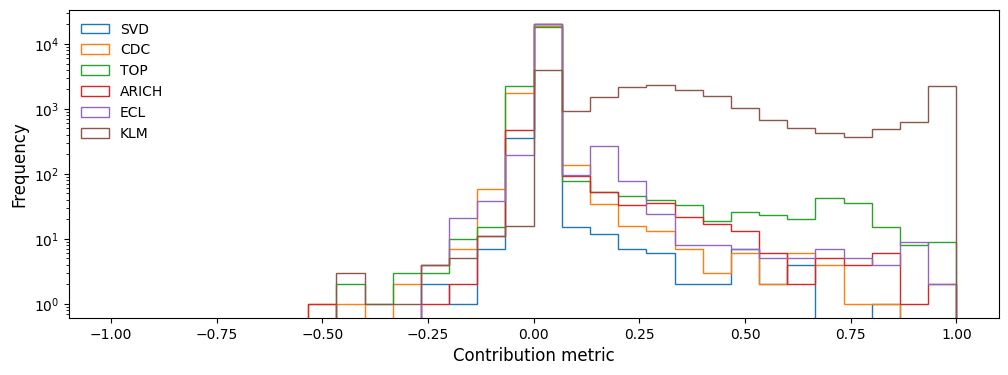 SVD
CDC
TOP
ARICH
ECL
KLM
Frequency
10⁴
10³
10²
10¹
10⁰
−1.00 −0.75 −0.50 −0.25 0.00 0.25 0.50 0.75 1.00
Contribution metric